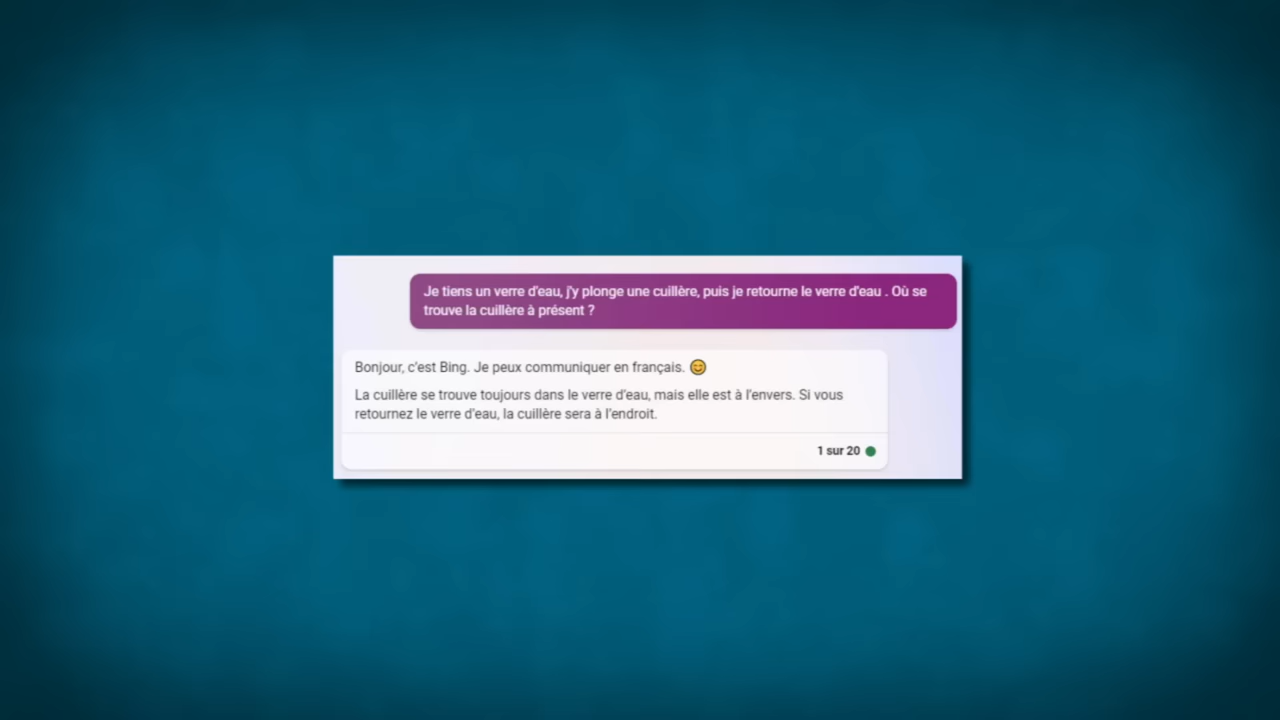 Je tiens un verre d'eau, j'y plonge une cuillère, puis je retourne le verre d'eau . Où se
trouve la cuillère à présent ?
Bonjour, c'est Bing. Je peux communiquer en français. 😊
La cuillère se trouve toujours dans le verre d'eau, mais elle est à l'envers. Si vous
retournez le verre d'eau, la cuillère sera à l'endroit.
1 sur 20